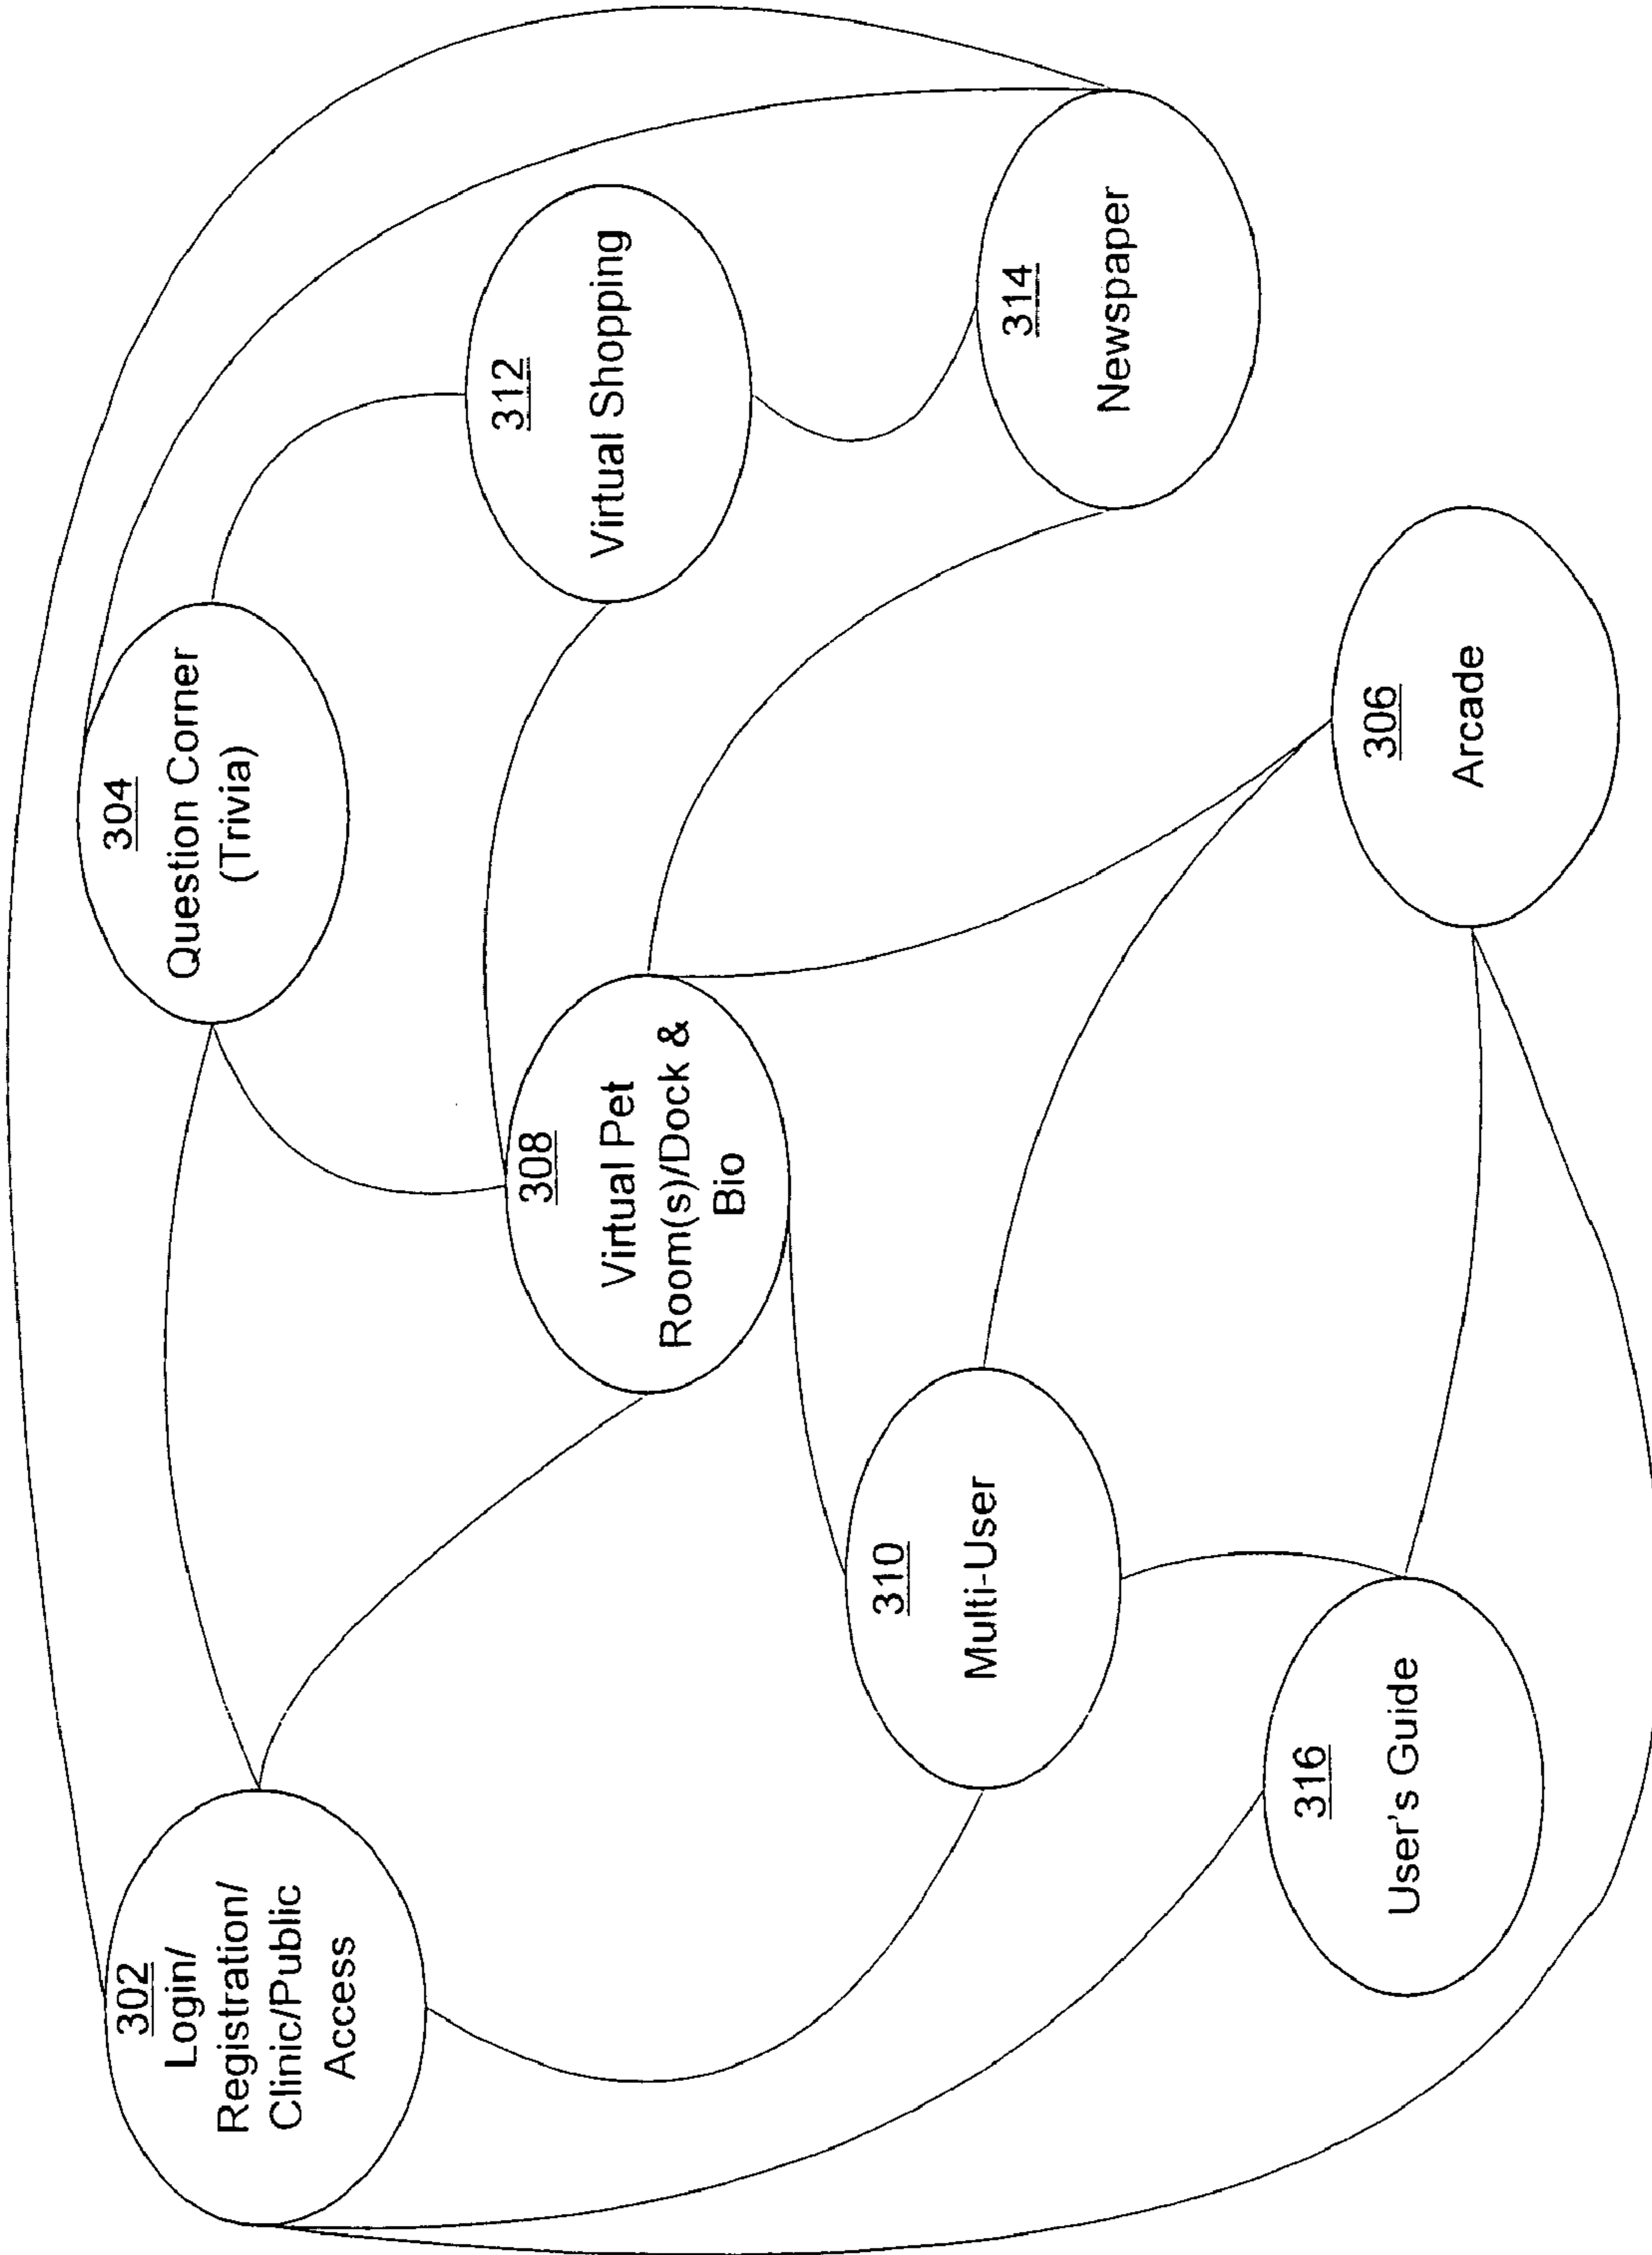 302
Login/
Registration/
Clinic/Public
Access
304
Question Corner
(Trivia)
308
Virtual Pet
Room(s)/Dock &
Bio
312
Virtual Shopping
310
Multi-User
314
Newspaper
316
User's Guide
306
Arcade